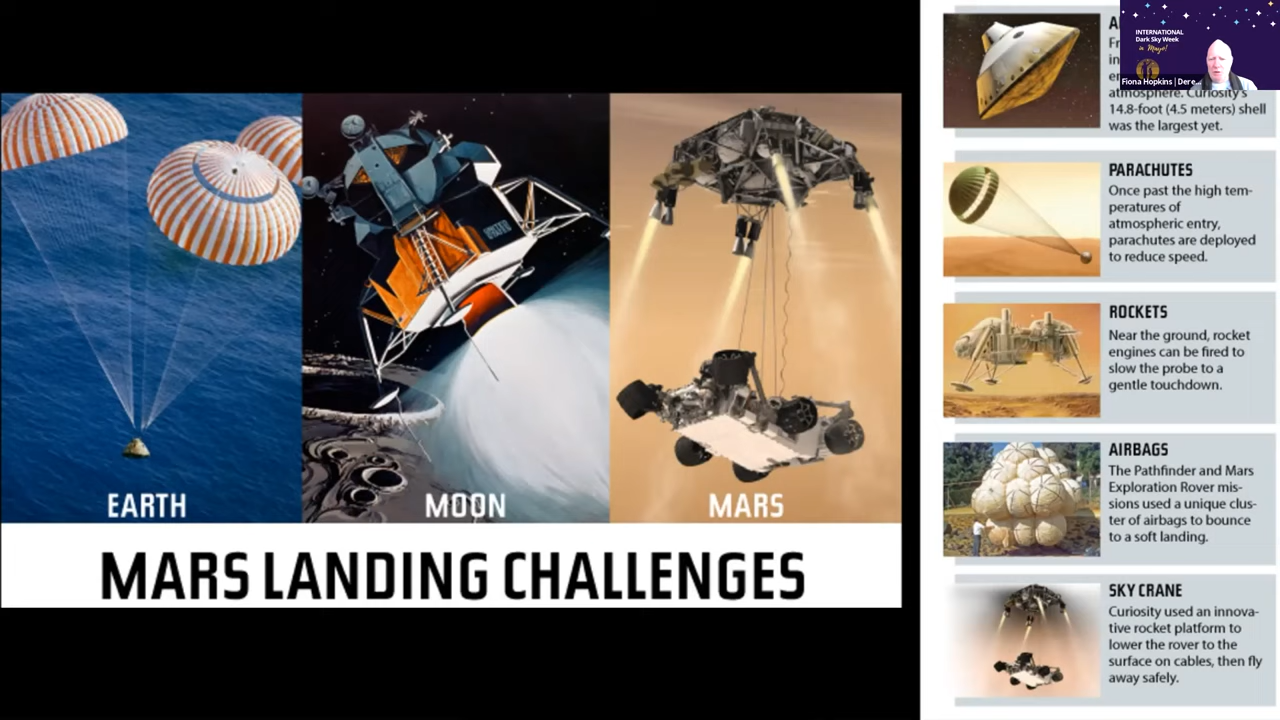 EARTH
MOON
MARS
MARS LANDING CHALLENGES
atmosphere. Curiosity's
14.8-foot (4.5 meters) shell
was the largest yet.
PARACHUTES
Once past the high tem-
peratures of
atmospheric entry,
parachutes are deployed
to reduce speed.
ROCKETS
Near the ground, rocket
engines can be fired to
slow the probe to a
gentle touchdown.
AIRBAGS
The Pathfinder and Mars
Exploration Rover mis-
sions used a unique clus-
ter of airbags to bounce
to a soft landing.
SKY CRANE
Curiosity used an innova-
tive rocket platform to
lower the rover to the
surface on cables, then fly
away safely.
INTERNATIONAL
Dark Sky Week
in Mayo!
Fiona Hopkins | Dere...